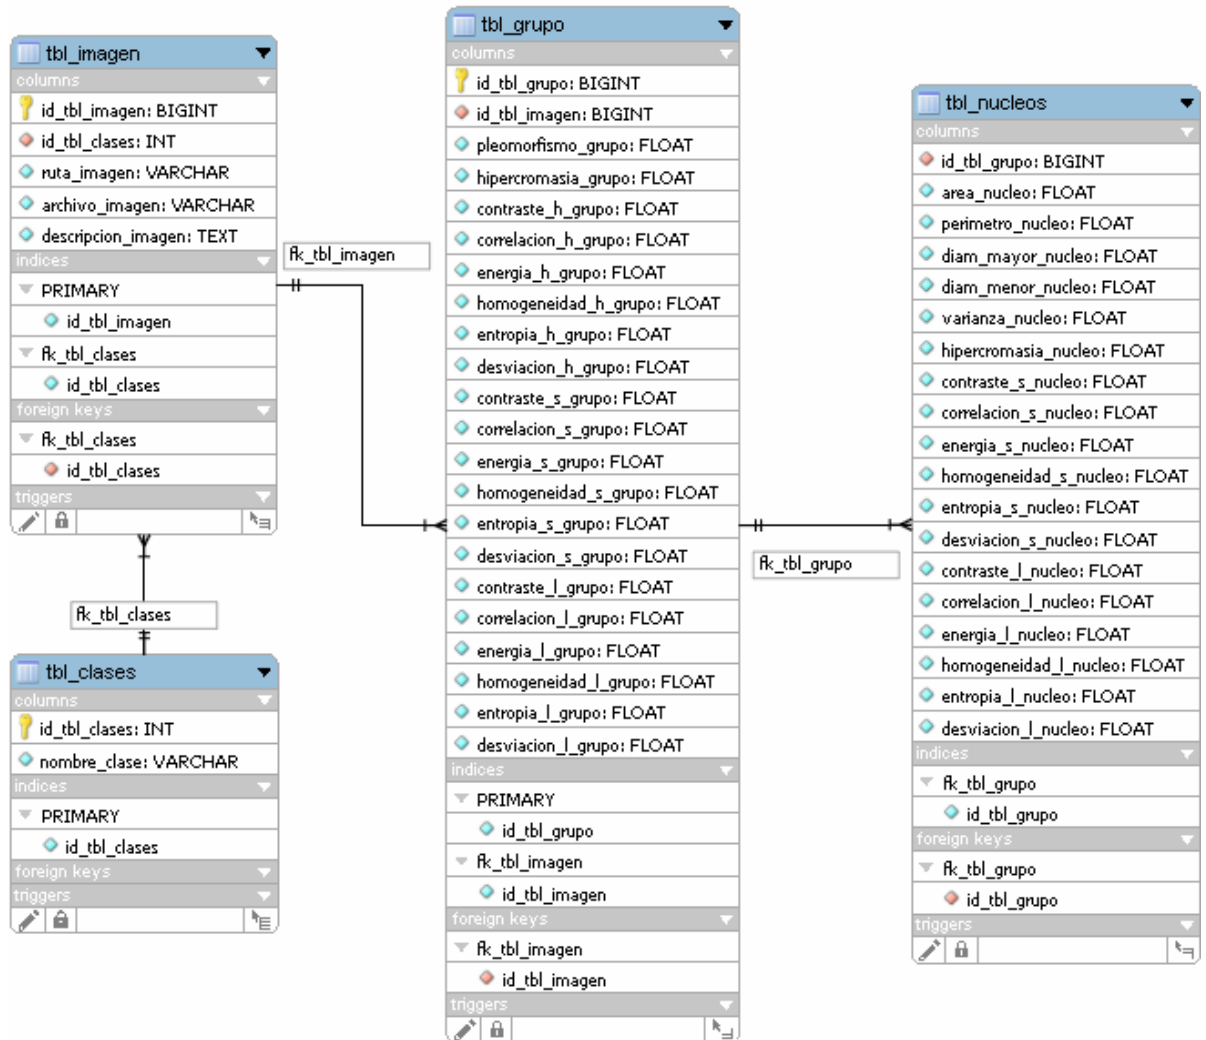 tbl_imagen
columns
id_tbl_imagen: BIGINT
id_tbl_clases: INT
ruta_imagen: VARCHAR
archivo_imagen: VARCHAR
descripcion_imagen: TEXT
indices
PRIMARY
id_tbl_imagen
fk_tbl_clases
id_tbl_clases
foreign keys
fk_tbl_clases
id_tbl_clases
triggers
fk_tbl_clases
tbl_clases
columns
id_tbl_clases: INT
nombre_clase: VARCHAR
indices
PRIMARY
id_tbl_clases
foreign keys
triggers
fk_tbl_imagen
tbl_grupo
columns
id_tbl_grupo: BIGINT
id_tbl_imagen: BIGINT
pleomorfismo_grupo: FLOAT
hipercromasia_grupo: FLOAT
contraste_h_grupo: FLOAT
correlacion_h_grupo: FLOAT
energia_h_grupo: FLOAT
homogeneidad_h_grupo: FLOAT
entropia_h_grupo: FLOAT
desviacion_h_grupo: FLOAT
contraste_s_grupo: FLOAT
correlacion_s_grupo: FLOAT
energia_s_grupo: FLOAT
homogeneidad_s_grupo: FLOAT
entropia_s_grupo: FLOAT
desviacion_s_grupo: FLOAT
contraste_l_grupo: FLOAT
correlacion_l_grupo: FLOAT
energia_l_grupo: FLOAT
homogeneidad_l_grupo: FLOAT
entropia_l_grupo: FLOAT
desviacion_l_grupo: FLOAT
indices
PRIMARY
id_tbl_grupo
fk_tbl_imagen
id_tbl_imagen
foreign keys
fk_tbl_imagen
id_tbl_imagen
triggers
fk_tbl_grupo
tbl_nucleos
columns
id_tbl_grupo: BIGINT
area_nucleo: FLOAT
perimetro_nucleo: FLOAT
diam_mayor_nucleo: FLOAT
diam_menor_nucleo: FLOAT
varianza_nucleo: FLOAT
hipercromasia_nucleo: FLOAT
contraste_s_nucleo: FLOAT
correlacion_s_nucleo: FLOAT
energia_s_nucleo: FLOAT
homogeneidad_s_nucleo: FLOAT
entropia_s_nucleo: FLOAT
desviacion_s_nucleo: FLOAT
contraste_l_nucleo: FLOAT
correlacion_l_nucleo: FLOAT
energia_l_nucleo: FLOAT
homogeneidad_l_nucleo: FLOAT
entropia_l_nucleo: FLOAT
desviacion_l_nucleo: FLOAT
indices
fk_tbl_grupo
id_tbl_grupo
foreign keys
fk_tbl_grupo
id_tbl_grupo
triggers